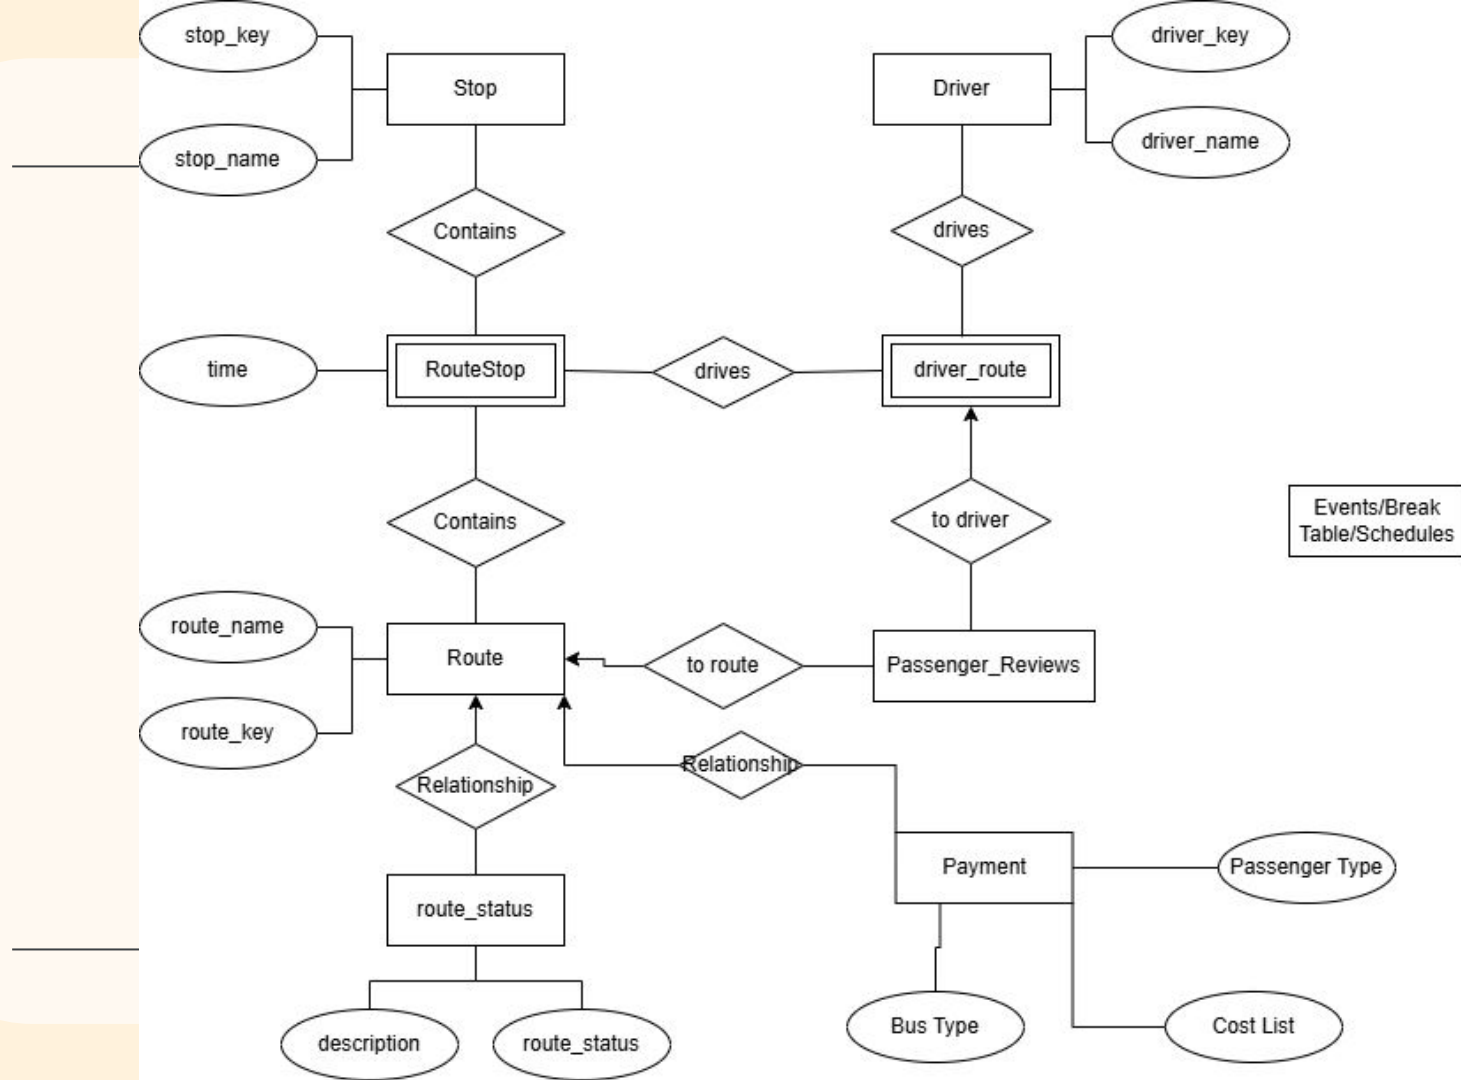 stop_key
driver_key
Stop
Driver
driver_name
stop_name
Contains
drives
time
RouteStop
drives
driver_route
Events/Break
Table/Schedules
Contains
to driver
route_name
Route
to route
Passenger_Reviews
route_key
Relationship
Relationship
Payment
Passenger Type
route_status
Bus Type
Cost List
description
route_status